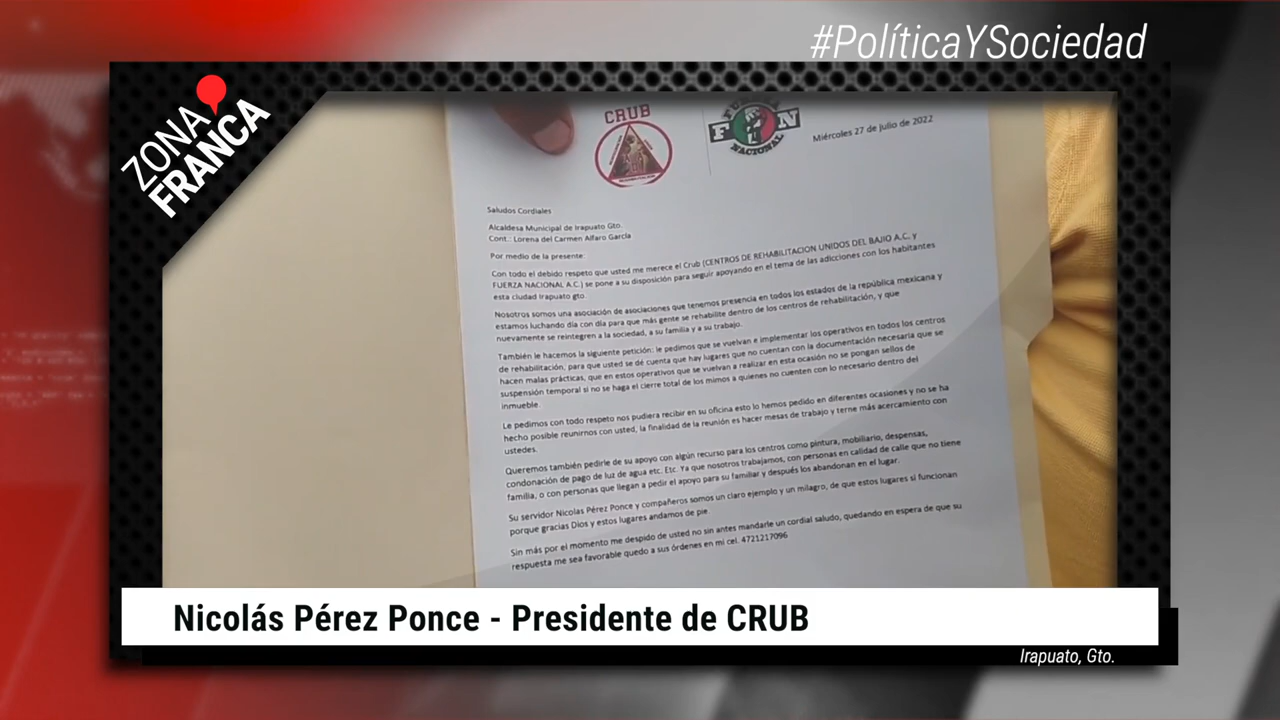 #PolíticaYSociedad
ZONA
FRANCA
CRUB
FUERZA
FN
NACIONAL
Miércoles 27 de julio de 2022
Saludos Cordiales
Alcaldesa Municipal de Irapuato Gto.
Cont.: Lorena del Carmen Alfaro García
Por medio de la presente:
Con todo el debido respeto que usted me merece el Crub (CENTROS DE REHABILITACION UNIDOS DEL BAJIO A.C. y
FUERZA NACIONAL A.C.) se pone a su disposición para seguir apoyando en el tema de las adicciones con los habitantes
esta ciudad Irapuato gto.
Nosotros somos una asociación de asociaciones que tenemos presencia en todos los estados de la república mexicana y
estamos luchando día con día para que más gente se rehabilite dentro de los centros de rehabilitación, y que
nuevamente se reintegren a la sociedad, a su familia y a su trabajo.
También le hacemos la siguiente petición: le pedimos que se vuelvan e implementar los operativos en todos los centros
de rehabilitación; para que usted se dé cuenta que hay lugares que no cuentan con la documentación necesaria que se
hacen malas prácticas, que en estos operativos que se vuelvan a realizar en esta ocasión no se pongan sellos de
suspensión temporal si no se haga el cierre total de los mimos a quienes no cuenten con lo necesario dentro del
inmueble.
Le pedimos con todo respeto nos pudiera recibir en su oficina esto lo hemos pedido en diferentes ocasiones y no se ha
hecho posible reunirnos con usted, la finalidad de la reunión es hacer mesas de trabajo y terne más acercamiento con
ustedes.
Queremos también pedirle de su apoyo con algún recurso para los centros como pintura, mobiliario, despensas,
condonación de pago de luz de agua etc. Etc. Ya que nosotros trabajamos, con personas en calidad de calle que no tiene
familia, o con personas que llegan a pedir el apoyo para su familiar y después los abandonan en el lugar.
Su servidor Nicolas Pérez Ponce y compañeros somos un claro ejemplo y un milagro, de que estos lugares si funcionan
porque gracias Dios y estos lugares andamos de pie.
Sin más por el momento me despido de usted no sin antes mandarle un cordial saludo, quedando en espera de que su
respuesta me sea favorable quedo a sus órdenes en mi cel. 4721217096
Nicolás Pérez Ponce - Presidente de CRUB
Irapuato, Gto.